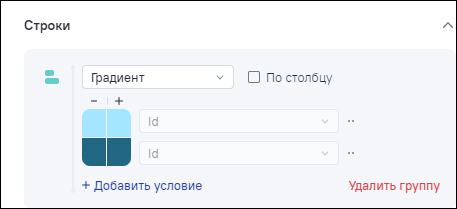 Строки
Градиент
По столбцу
− +
Id
Id
+ Добавить условие
Удалить группу